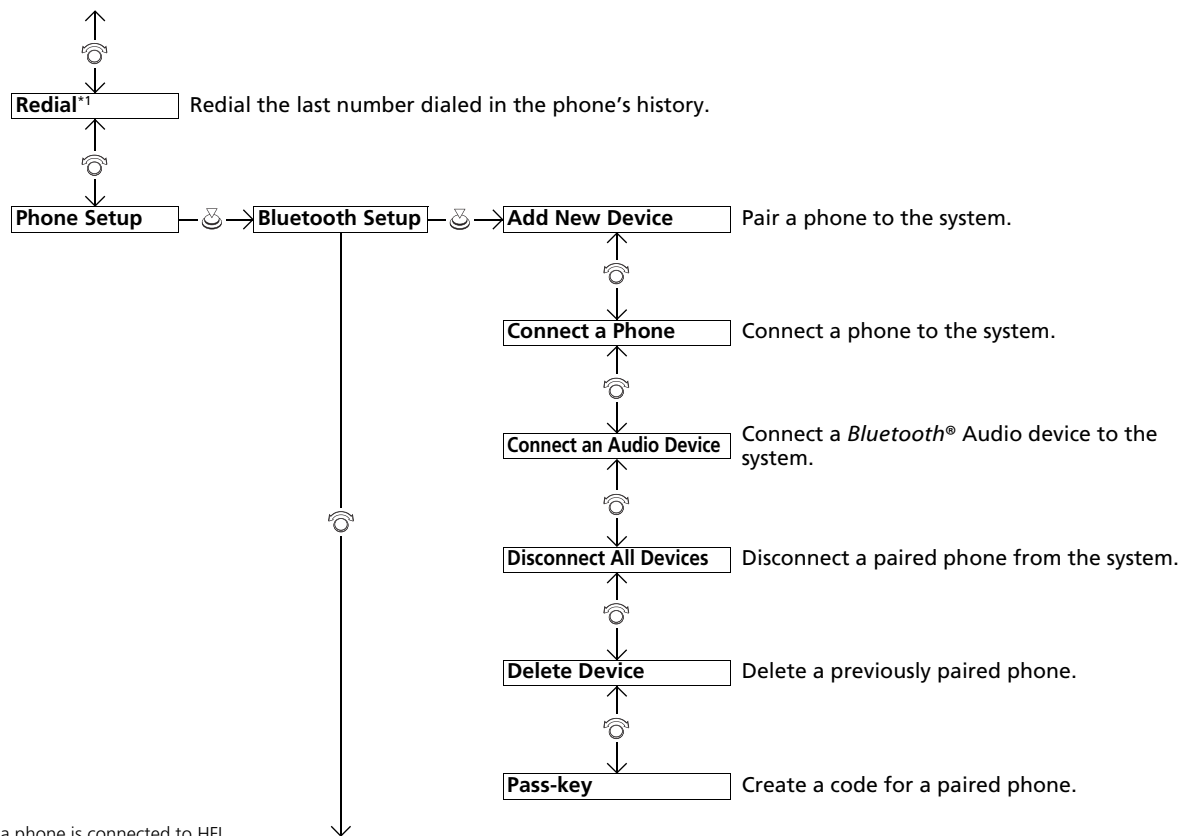 Redial*1 Redial the last number dialed in the phone's history.
Phone Setup Bluetooth Setup Add New Device Pair a phone to the system.
Connect a Phone Connect a phone to the system.
Connect an Audio Device Connect a Bluetooth® Audio device to the
system.
Disconnect All Devices Disconnect a paired phone from the system.
Delete Device Delete a previously paired phone.
Pass-key Create a code for a paired phone.
a phone is connected to HFL